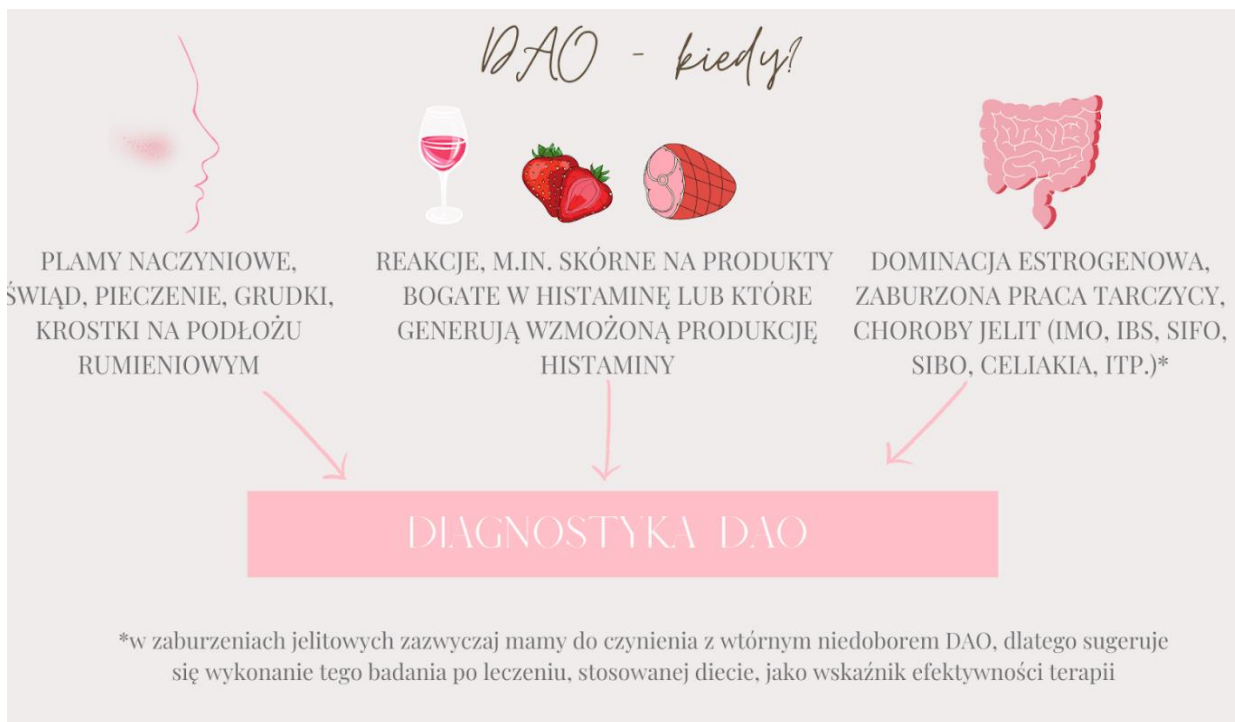 DAO - kiedy?
PLAMY NACZYNIOWE,
ŚWIĄD, PIECZENIE, GRUDKI,
KROSTKI NA PODŁOŻU
RUMIENIOWYM
REAKCJE, M.IN. SKÓRNE NA PRODUKTY
BOGATE W HISTAMINĘ LUB KTÓRE
GENERUJĄ WZMOŻONĄ PRODUKCJĘ
HISTAMINY
DOMINACJA ESTROGENOWA,
ZABURZONA PRACA TARCZYCY,
CHOROBY JELIT (IMO, IBS, SIFO,
SIBO, CELIAKIA, ITP.)*
DIAGNOSTYKA DAO
*w zaburzeniach jelitowych zazwyczaj mamy do czynienia z wtórnym niedoborem DAO, dlatego sugeruje
się wykonanie tego badania po leczeniu, stosowanej diecie, jako wskaźnik efektywności terapii